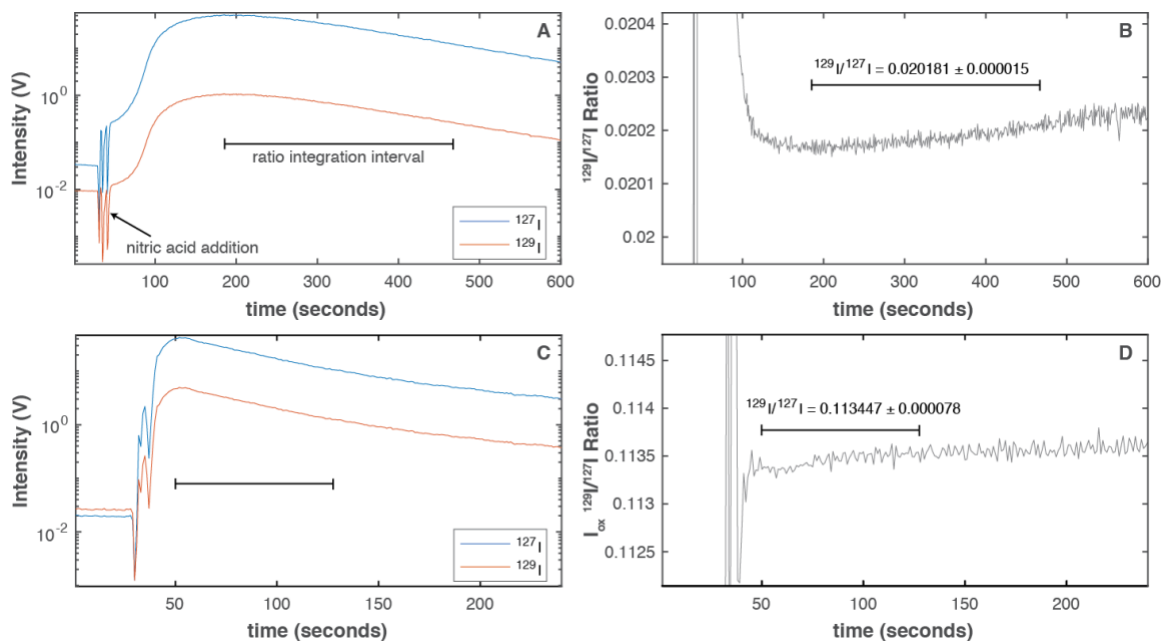 A
Intensity (V)
10⁰
10⁻²
ratio integration interval
nitric acid addition
¹²⁷I
¹²⁹I
100 200 300 400 500 600
time (seconds)
B
¹²⁹I/¹²⁷I Ratio
0.0204
0.0203
0.0202
0.0201
0.02
¹²⁹I/¹²⁷I = 0.020181 ± 0.000015
100 200 300 400 500 600
time (seconds)
C
Intensity (V)
10⁰
10⁻²
¹²⁷I
¹²⁹I
50 100 150 200
time (seconds)
D
Iₒₓ ¹²⁹I/¹²⁷I Ratio
0.1145
0.114
0.1135
0.113
0.1125
¹²⁹I/¹²⁷I = 0.113447 ± 0.000078
50 100 150 200
time (seconds)